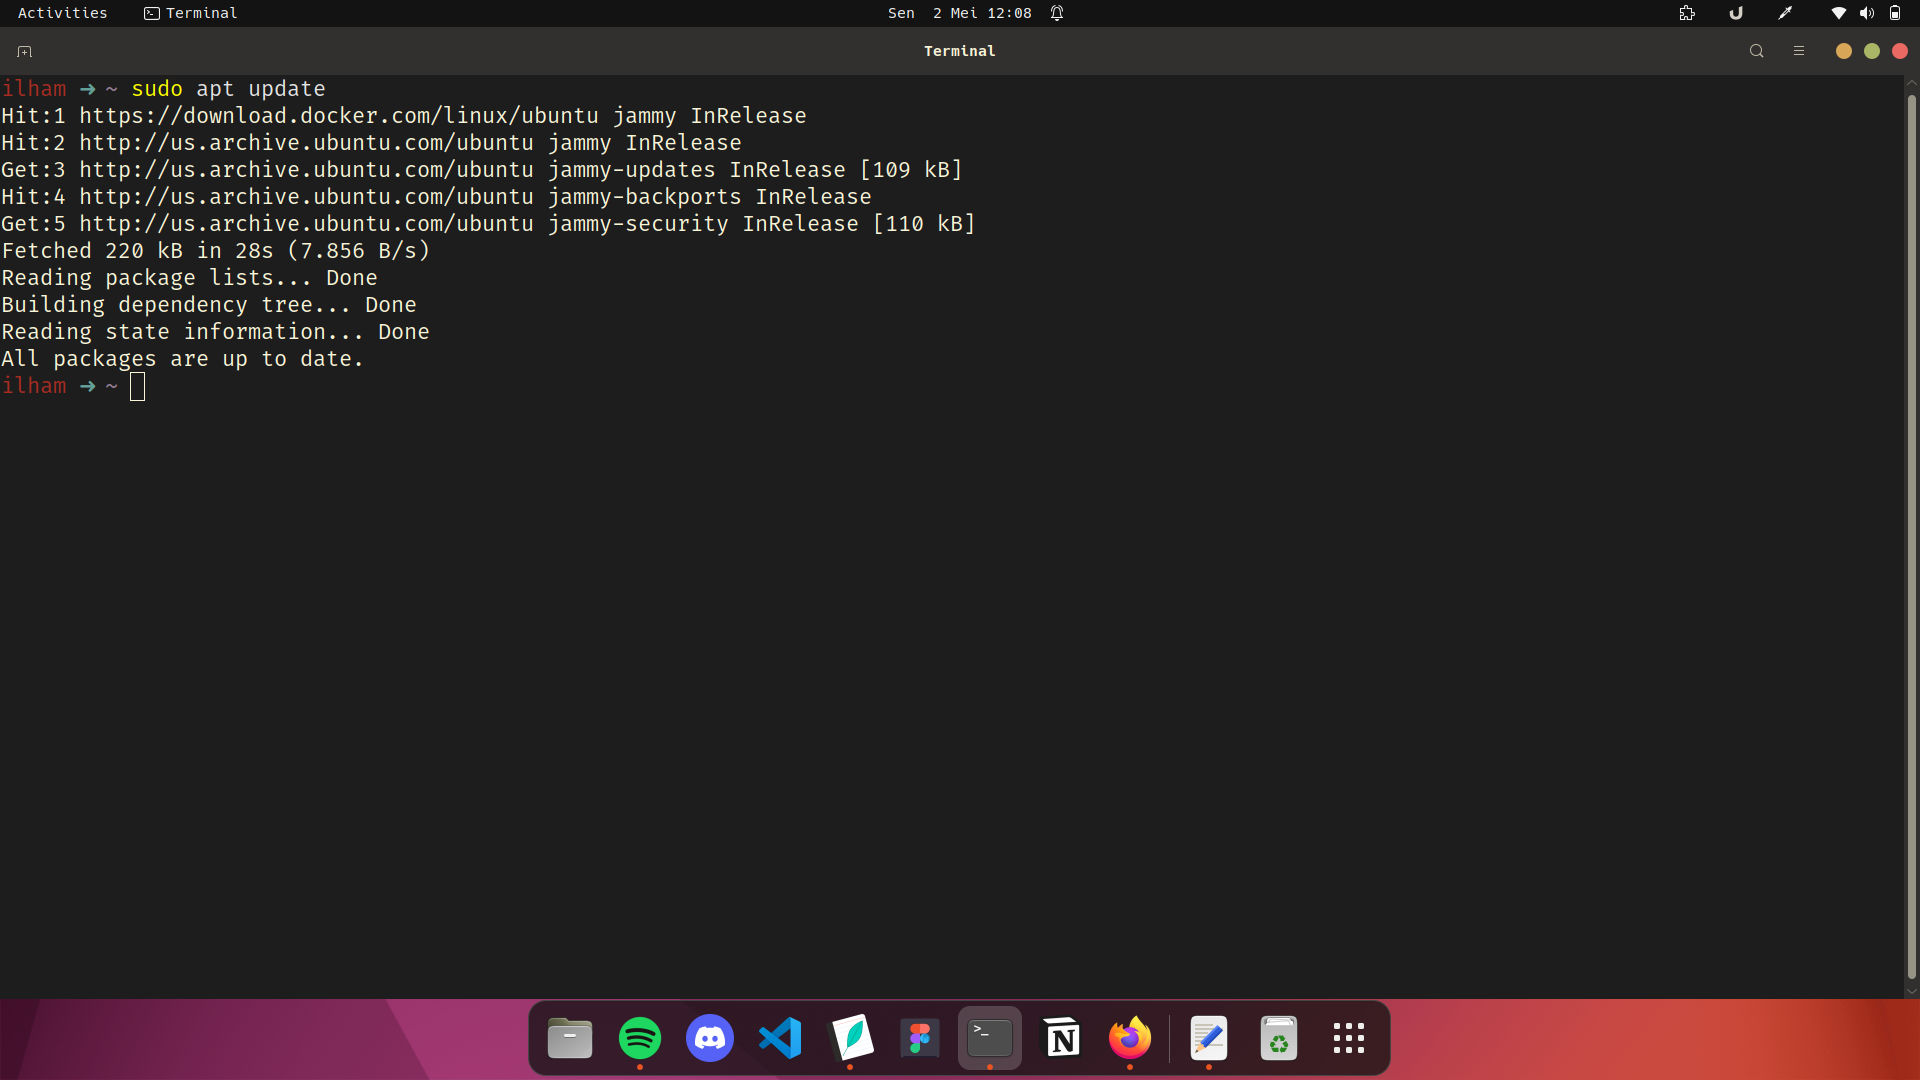 Activities Terminal Sen 2 Mei 12:08
Terminal
ilham ➜ ~ sudo apt update
Hit:1 https://download.docker.com/linux/ubuntu jammy InRelease
Hit:2 http://us.archive.ubuntu.com/ubuntu jammy InRelease
Get:3 http://us.archive.ubuntu.com/ubuntu jammy-updates InRelease [109 kB]
Hit:4 http://us.archive.ubuntu.com/ubuntu jammy-backports InRelease
Get:5 http://us.archive.ubuntu.com/ubuntu jammy-security InRelease [110 kB]
Fetched 220 kB in 28s (7.856 B/s)
Reading package lists... Done
Building dependency tree... Done
Reading state information... Done
All packages are up to date.
ilham ➜ ~